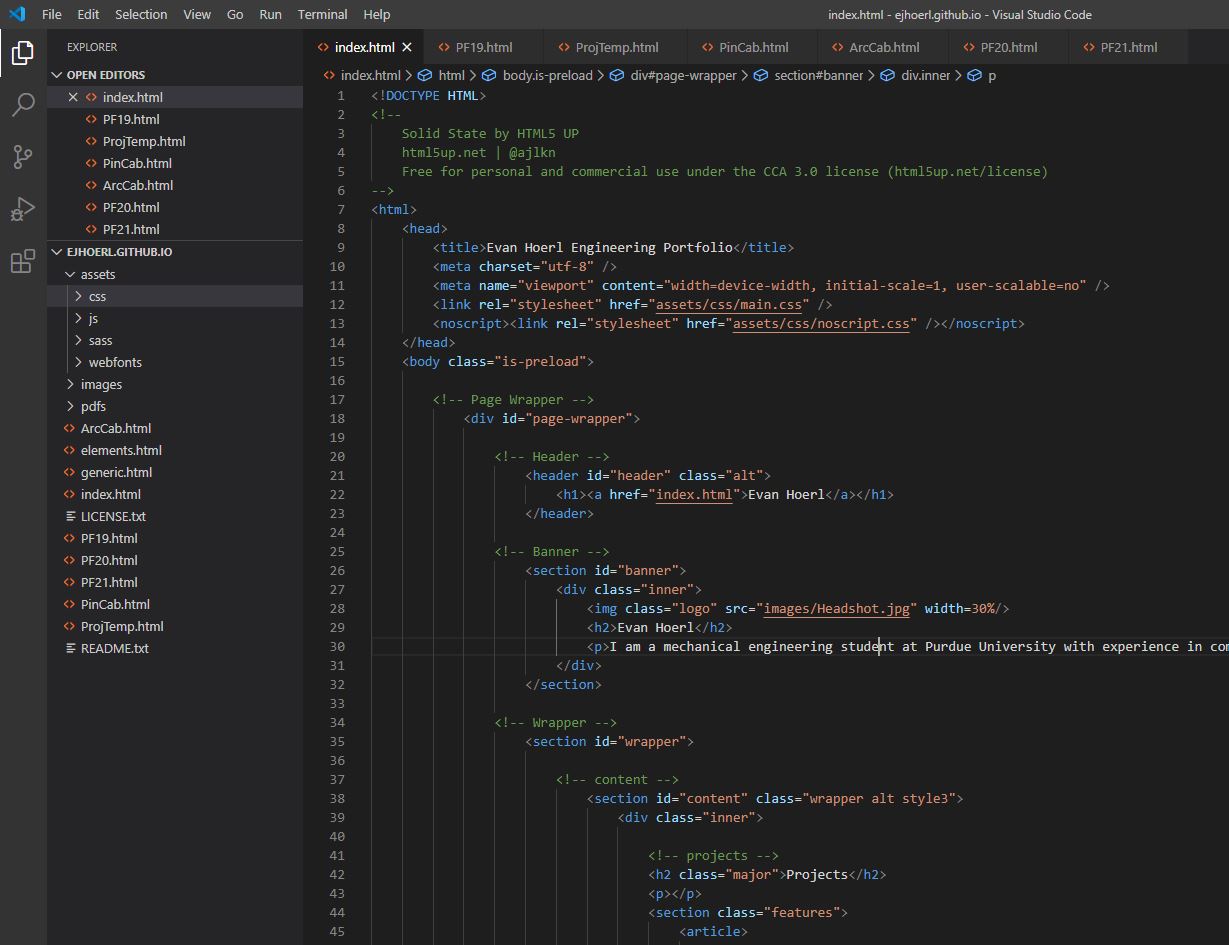 File Edit Selection View Go Run Terminal Help
index.html - ejhoerl.github.io - Visual Studio Code
EXPLORER
OPEN EDITORS
index.html
PF19.html
ProjTemp.html
PinCab.html
ArcCab.html
PF20.html
PF21.html
EJHOERL.GITHUB.IO
assets
css
js
sass
webfonts
images
pdfs
ArcCab.html
elements.html
generic.html
index.html
LICENSE.txt
PF19.html
PF20.html
PF21.html
PinCab.html
ProjTemp.html
README.txt
index.html PF19.html ProjTemp.html PinCab.html ArcCab.html PF20.html PF21.html
index.html > html > body.is-preload > div#page-wrapper > section#banner > div.inner > p
1 <!DOCTYPE HTML>
2 <!--
3 Solid State by HTML5 UP
4 html5up.net | @ajlkn
5 Free for personal and commercial use under the CCA 3.0 license (html5up.net/license)
6 -->
7 <html>
8 <head>
9 <title>Evan Hoerl Engineering Portfolio</title>
10 <meta charset="utf-8" />
11 <meta name="viewport" content="width=device-width, initial-scale=1, user-scalable=no" />
12 <link rel="stylesheet" href="assets/css/main.css" />
13 <noscript><link rel="stylesheet" href="assets/css/noscript.css" /></noscript>
14 </head>
15 <body class="is-preload">
16
17 <!-- Page Wrapper -->
18 <div id="page-wrapper">
19
20 <!-- Header -->
21 <header id="header" class="alt">
22 <h1><a href="index.html">Evan Hoerl</a></h1>
23 </header>
24
25 <!-- Banner -->
26 <section id="banner">
27 <div class="inner">
28 <img class="logo" src="images/Headshot.jpg" width=30%/>
29 <h2>Evan Hoerl</h2>
30 <p>I am a mechanical engineering student at Purdue University with experience in
31 </div>
32 </section>
33
34 <!-- Wrapper -->
35 <section id="wrapper">
36
37 <!-- content -->
38 <section id="content" class="wrapper alt style3">
39 <div class="inner">
40
41 <!-- projects -->
42 <h2 class="major">Projects</h2>
43 <p></p>
44 <section class="features">
45 <article>